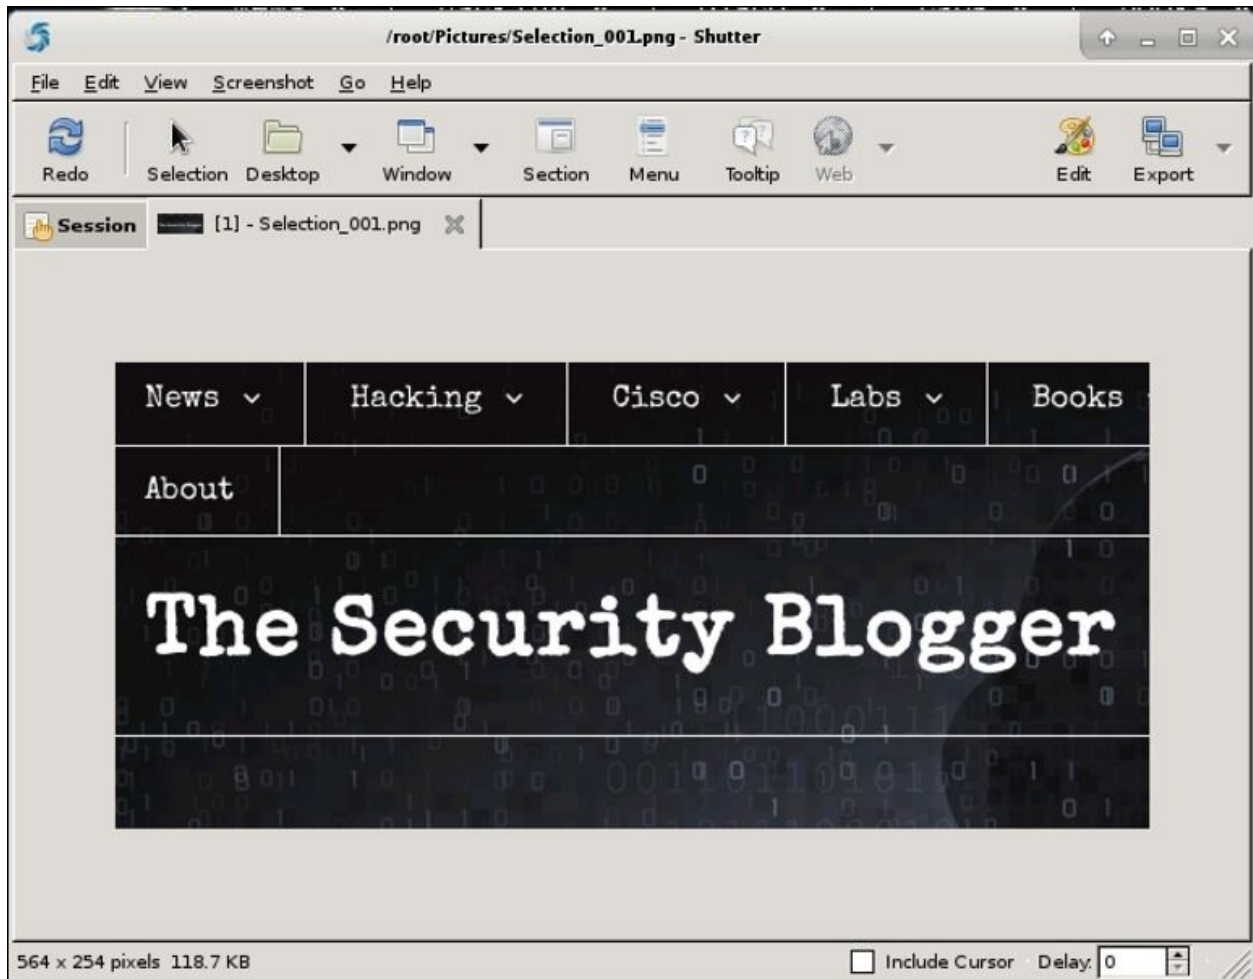 /root/Pictures/Selection_001.png - Shutter
File Edit View Screenshot Go Help
Redo Selection Desktop Window Section Menu Tooltip Web Edit Export
Session [1] - Selection_001.png
News Hacking Cisco Labs Books
About
The Security Blogger
564 x 254 pixels 118.7 KB Include Cursor Delay: 0